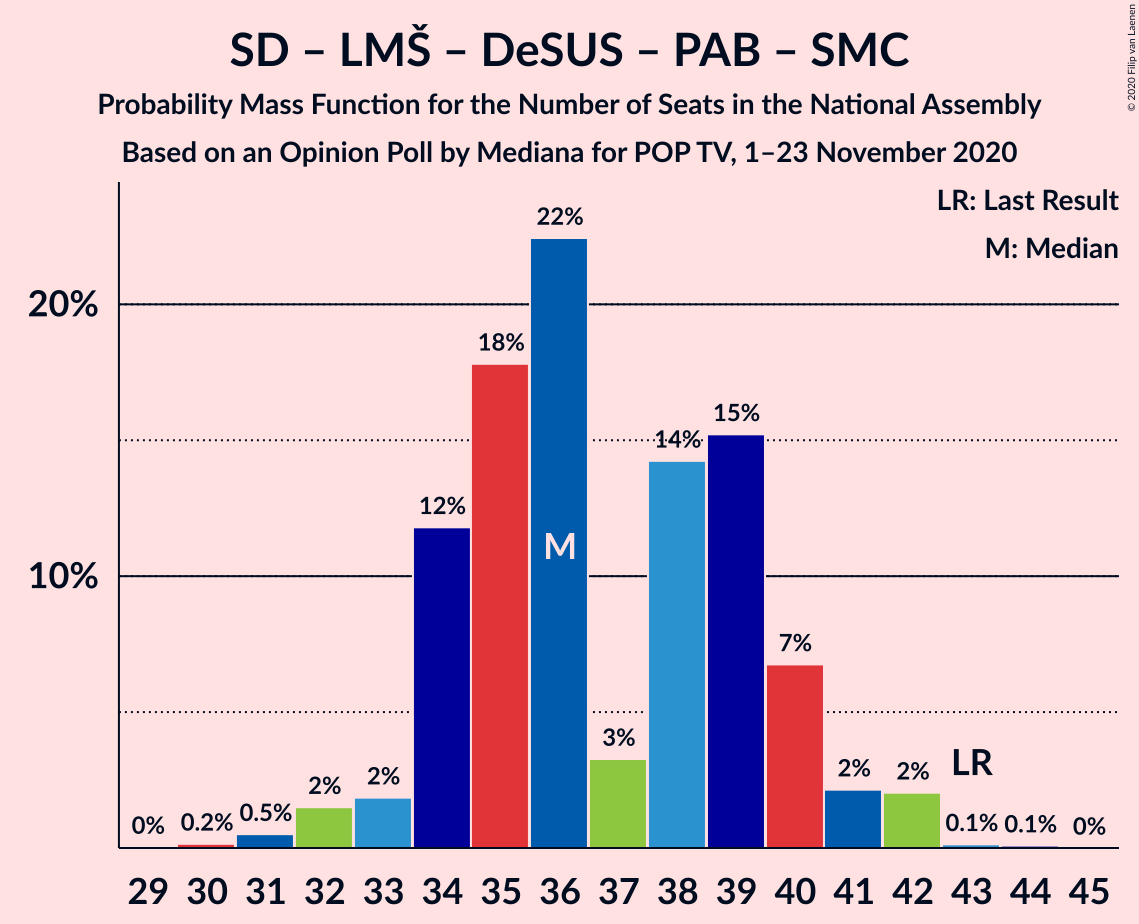 SD – LMŠ – DeSUS – PAB – SMC
Probability Mass Function for the Number of Seats in the National Assembly
Based on an Opinion Poll by Mediana for POP TV, 1–23 November 2020
© 2020 Filip van Laenen
LR: Last Result
M: Median
20%
10%
0%
0.2%
0.5%
2%
2%
12%
18%
22%
3%
14%
15%
7%
2%
2%
0.1%
0.1%
0%
M
LR
29 30 31 32 33 34 35 36 37 38 39 40 41 42 43 44 45